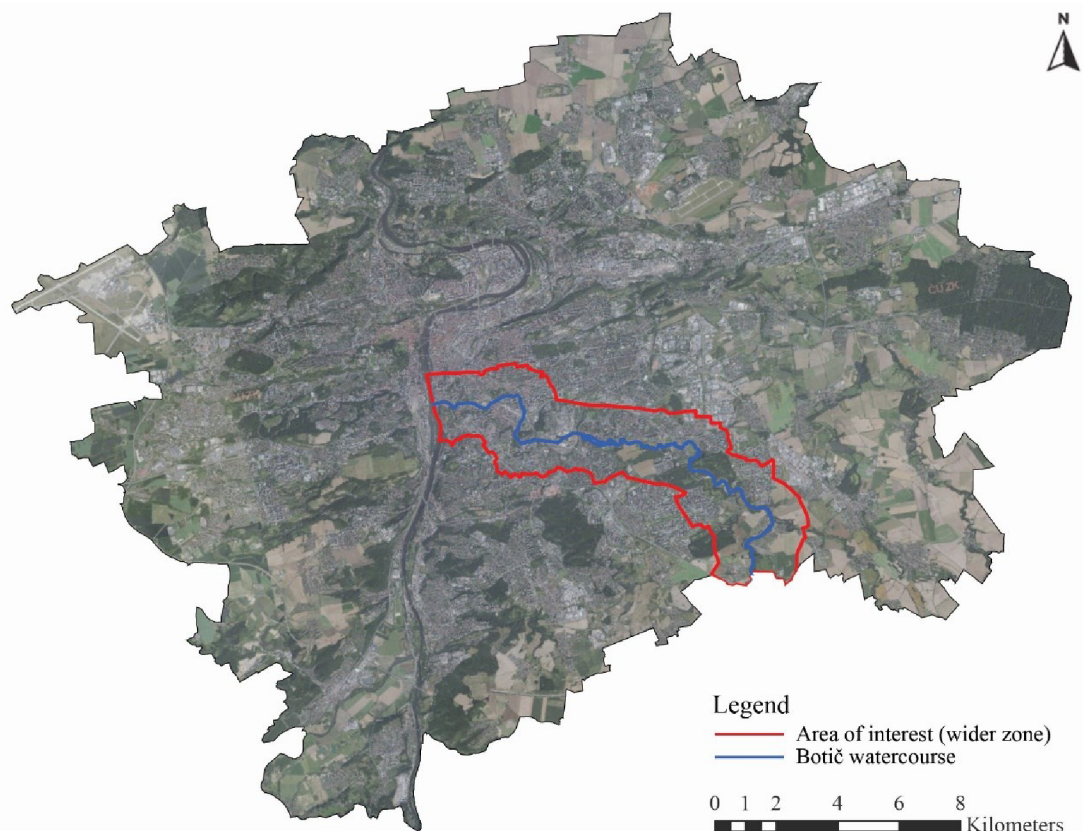 N
ČÚZK
Legend
Area of interest (wider zone)
Botič watercourse
0 1 2 4 6 8
Kilometers